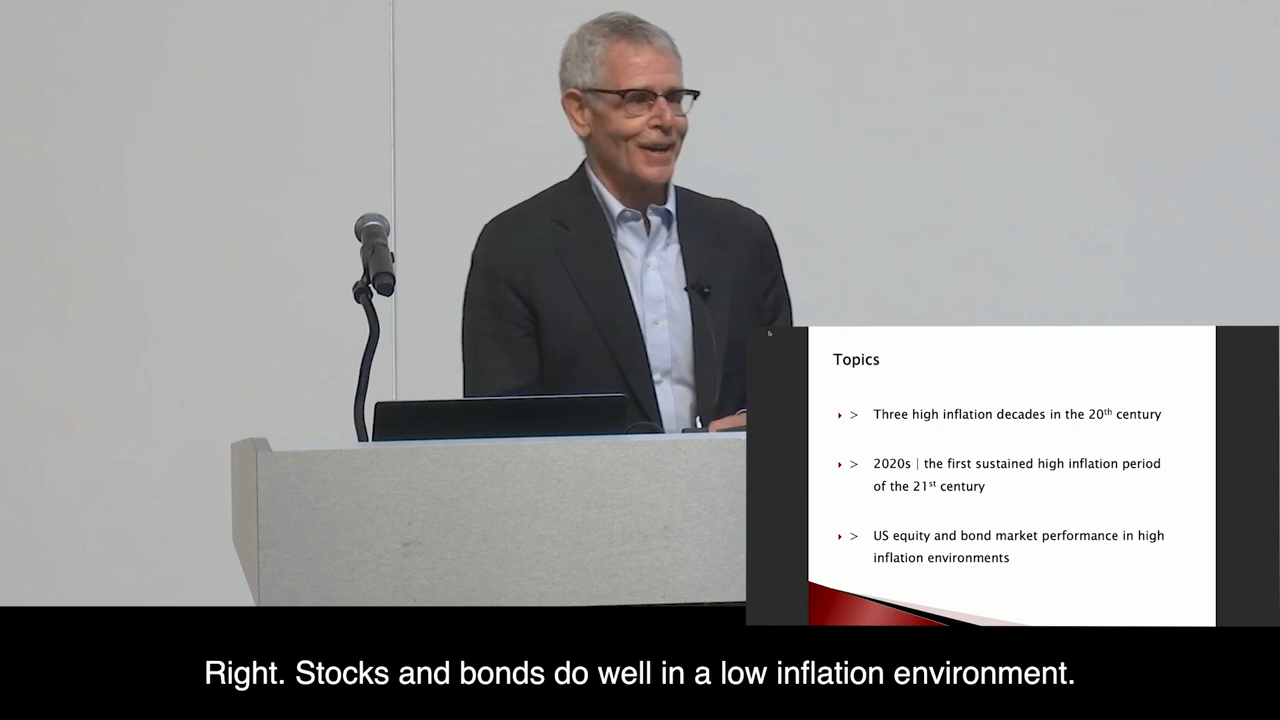 Topics
> Three high inflation decades in the 20th century
> 2020s | the first sustained high inflation period
of the 21st century
> US equity and bond market performance in high
inflation environments
Right. Stocks and bonds do well in a low inflation environment.